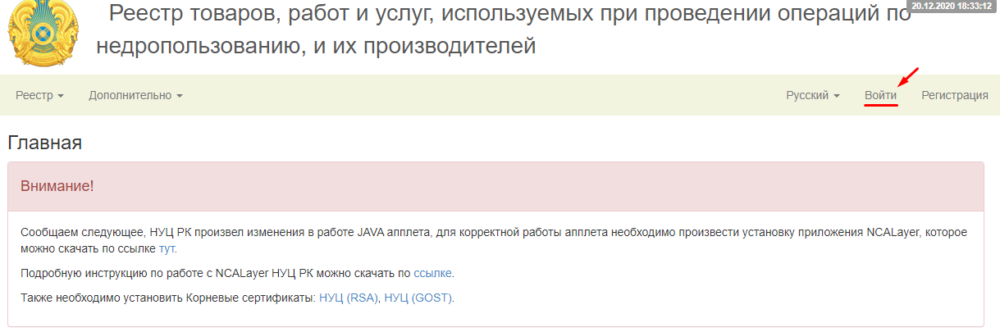 20.12.2020 18:33:12
Реестр товаров, работ и услуг, используемых при проведении операций по
недропользованию, и их производителей
Реестр Дополнительно Русский Войти Регистрация
Главная
Внимание!
Сообщаем следующее, НУЦ РК произвел изменения в работе JAVA апплета, для корректной работы апплета необходимо произвести установку приложения NCALayer, которое
можно скачать по ссылке тут.
Подробную инструкцию по работе с NCALayer НУЦ РК можно скачать по ссылке.
Также необходимо установить Корневые сертификаты: НУЦ (RSA), НУЦ (GOST).